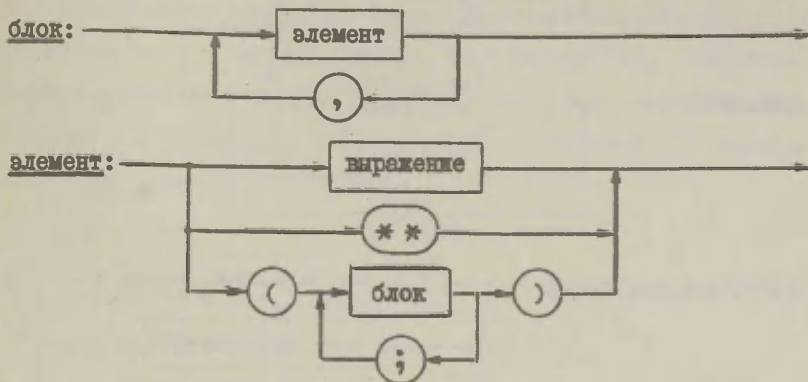 блок: элемент
,
элемент: выражение
**
( блок )
;